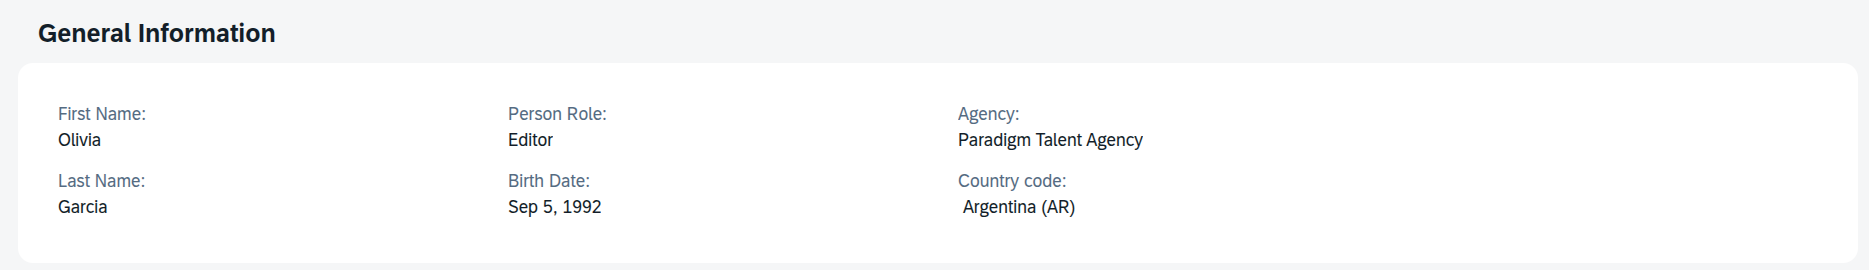 General Information
First Name:
Olivia
Last Name:
Garcia
Person Role:
Editor
Birth Date:
Sep 5, 1992
Agency:
Paradigm Talent Agency
Country code:
Argentina (AR)